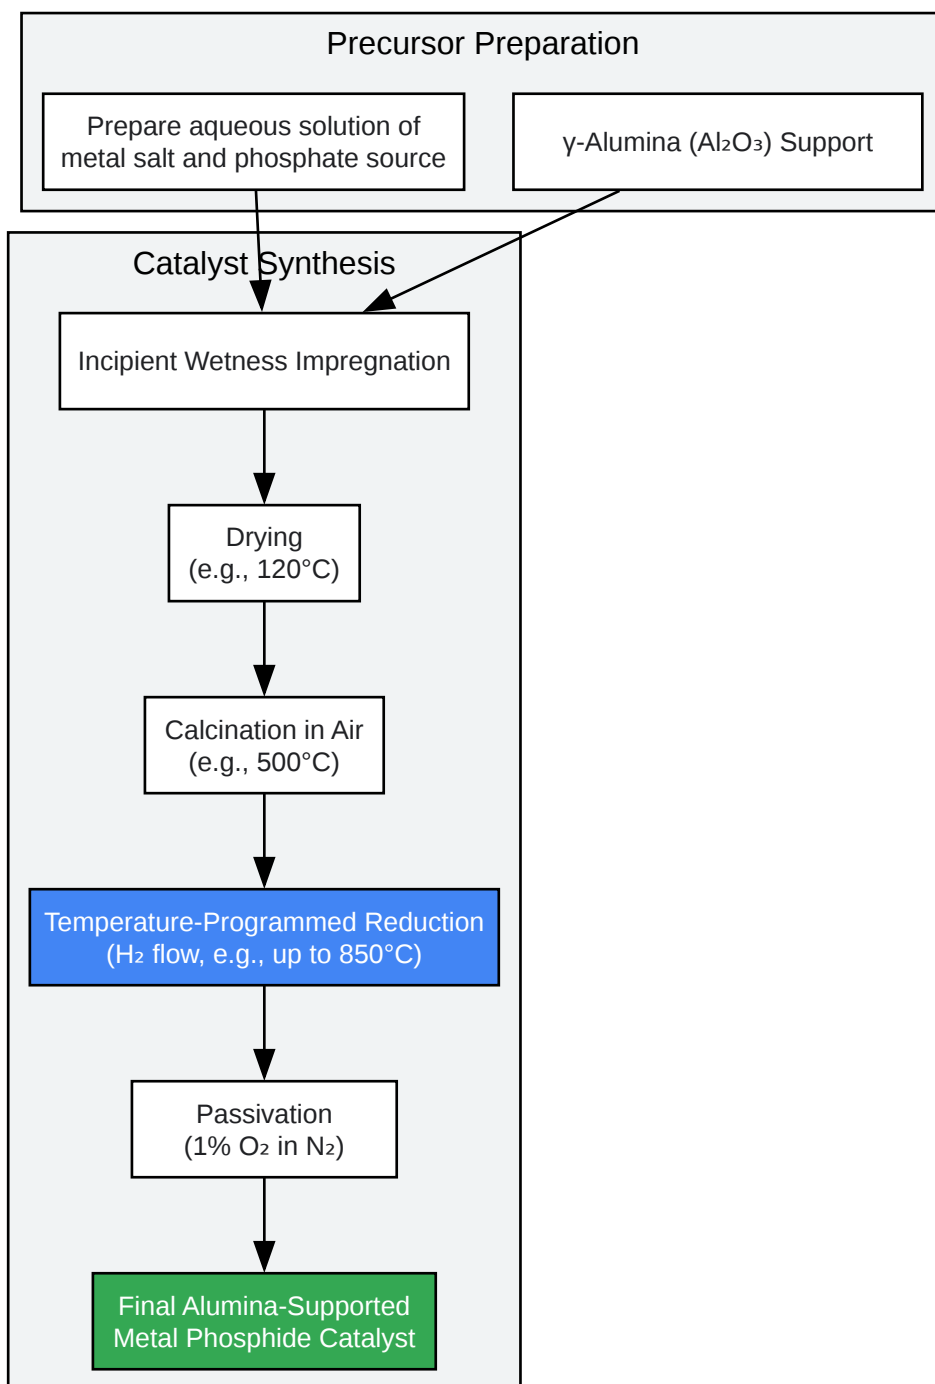 Precursor Preparation
Prepare aqueous solution of
metal salt and phosphate source
γ-Alumina (Al₂O₃) Support
Catalyst Synthesis
Incipient Wetness Impregnation
Drying
(e.g., 120°C)
Calcination in Air
(e.g., 500°C)
Temperature-Programmed Reduction
(H₂ flow, e.g., up to 850°C)
Passivation
(1% O₂ in N₂)
Final Alumina-Supported
Metal Phosphide Catalyst